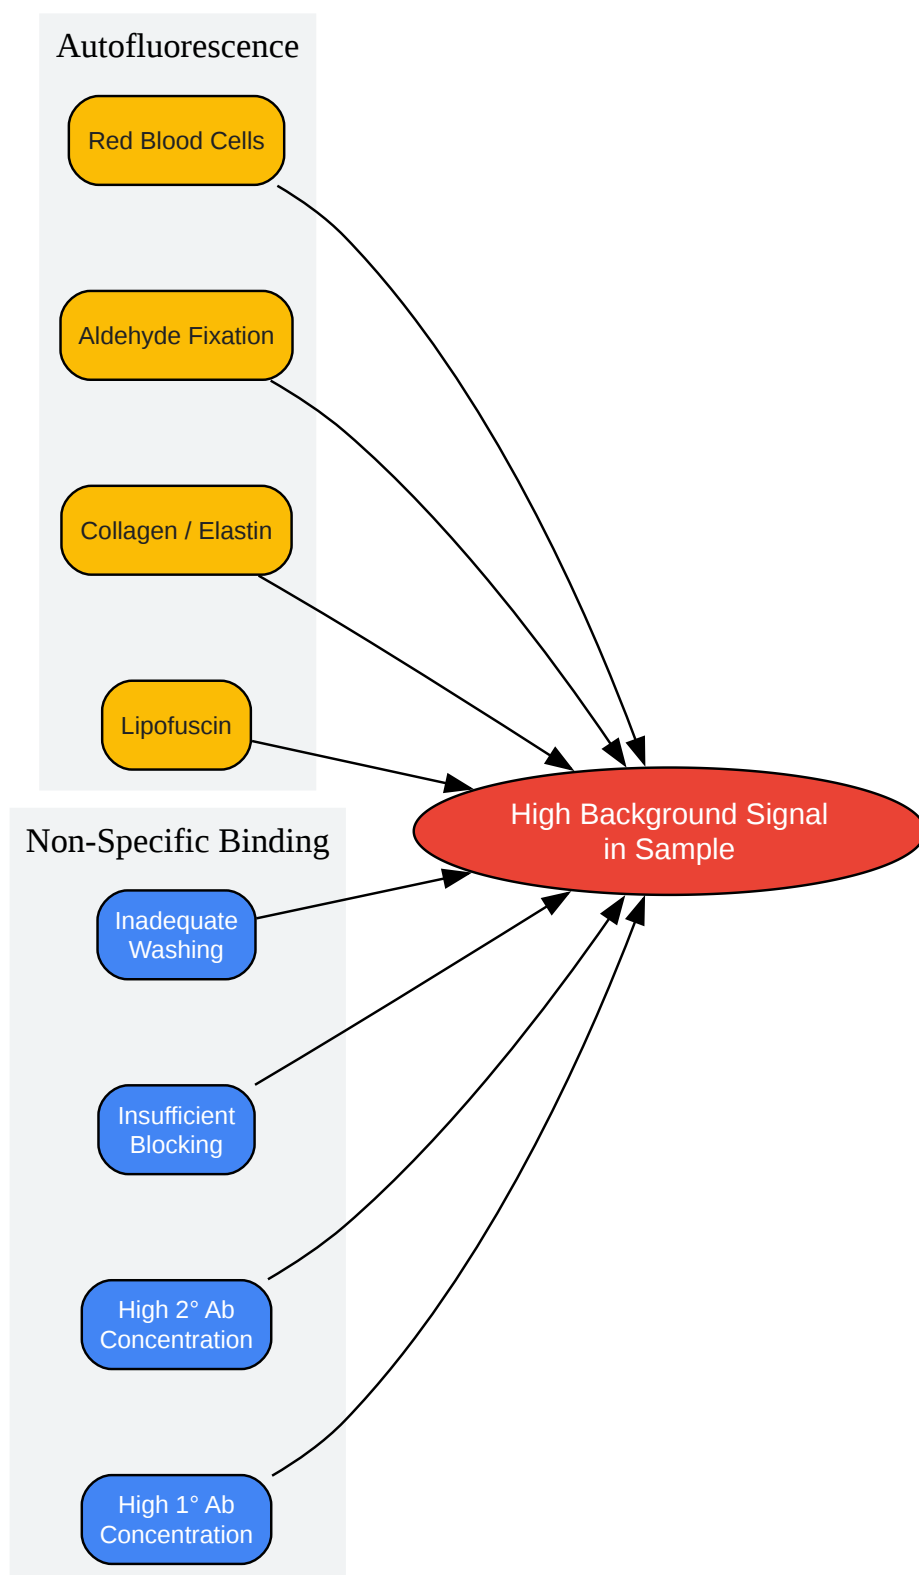 Autofluorescence
Red Blood Cells
Aldehyde Fixation
Collagen / Elastin
Lipofuscin
High Background Signal
in Sample
Non-Specific Binding
Inadequate
Washing
Insufficient
Blocking
High 2° Ab
Concentration
High 1° Ab
Concentration